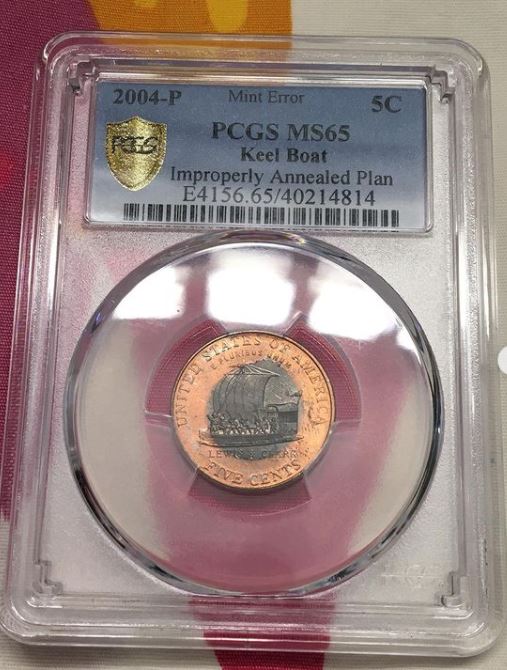 2004-P Mint Error 5C
PCGS
PCGS MS65
Keel Boat
Improperly Annealed Plan
E4156.65/40214814
UNITED STATES OF AMERICA
E PLURIBUS UNUM
LEWIS & CLARK
FIVE CENTS